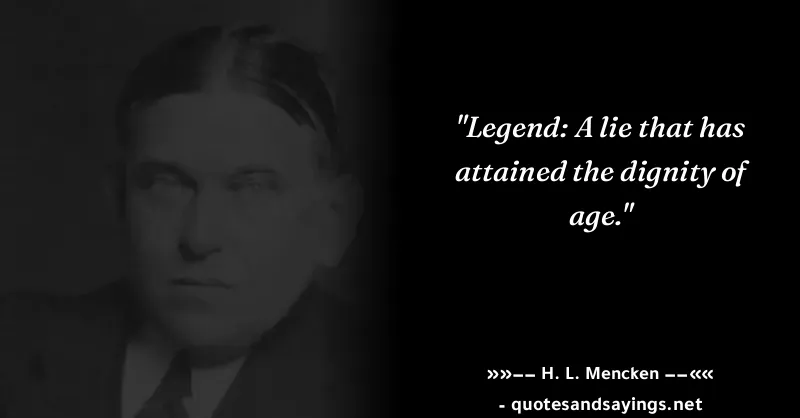 "Legend: A lie that has
attained the dignity of
age."
»»–– H. L. Mencken ––««
- quotesandsayings.net